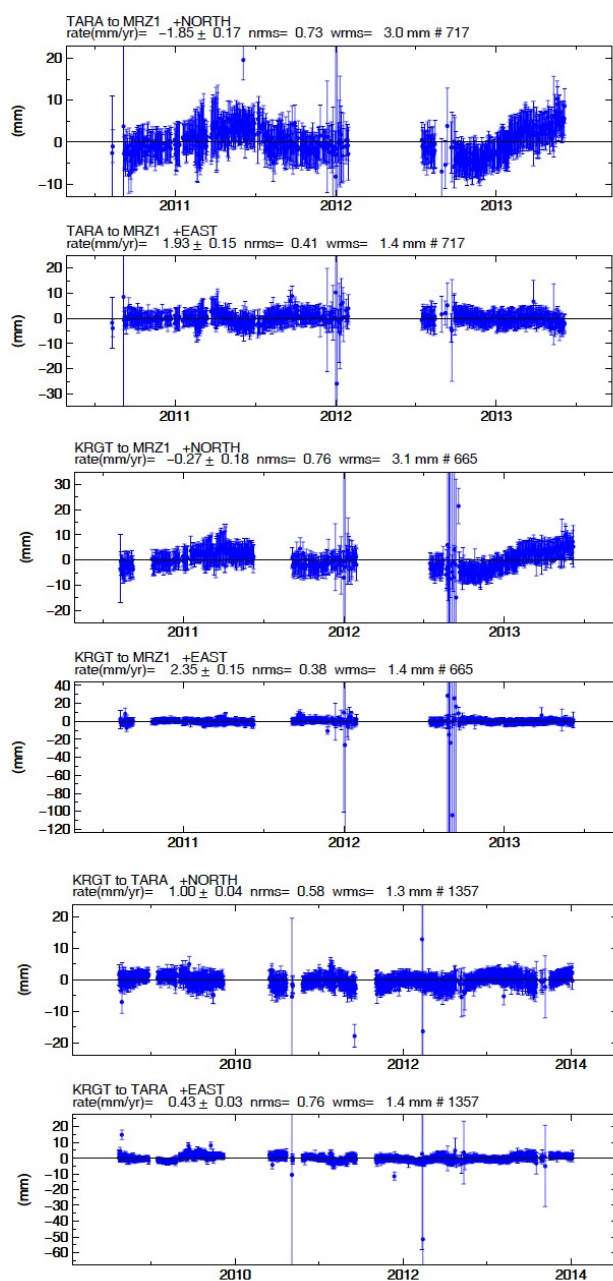 TARA to MRZ1 +NORTH
rate(mm/yr)= −1.85 ± 0.17 nrms= 0.73 wrms= 3.0 mm # 717
20
10
0
−10
(mm)
2011 2012 2013
TARA to MRZ1 +EAST
rate(mm/yr)= 1.93 ± 0.15 nrms= 0.41 wrms= 1.4 mm # 717
20
10
0
−10
−20
−30
(mm)
2011 2012 2013
KRGT to MRZ1 +NORTH
rate(mm/yr)= −0.27 ± 0.18 nrms= 0.76 wrms= 3.1 mm # 665
30
20
10
0
−10
−20
(mm)
2011 2012 2013
KRGT to MRZ1 +EAST
rate(mm/yr)= 2.35 ± 0.15 nrms= 0.38 wrms= 1.4 mm # 665
40
20
0
−20
−40
−60
−80
−100
−120
(mm)
2011 2012 2013
KRGT to TARA +NORTH
rate(mm/yr)= 1.00 ± 0.04 nrms= 0.58 wrms= 1.3 mm # 1357
20
10
0
−10
−20
(mm)
2010 2012 2014
KRGT to TARA +EAST
rate(mm/yr)= 0.43 ± 0.03 nrms= 0.76 wrms= 1.4 mm # 1357
30
20
10
0
−10
−20
−30
−40
−50
−60
(mm)
2010 2012 2014